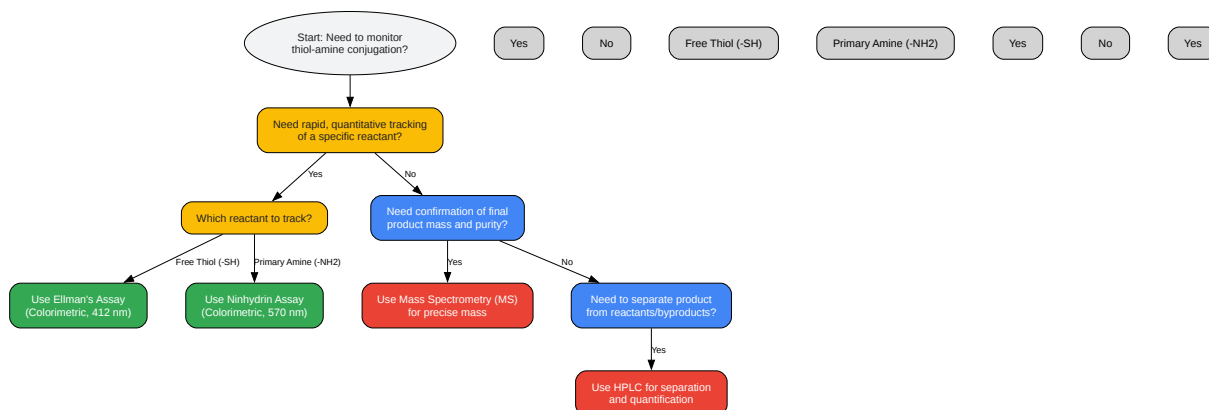 Start: Need to monitor
thiol-amine conjugation?
Yes
No
Free Thiol (-SH)
Primary Amine (-NH2)
Yes
No
Yes
Need rapid, quantitative tracking
of a specific reactant?
Yes
No
Which reactant to track?
Need confirmation of final
product mass and purity?
Free Thiol (-SH)
Primary Amine (-NH2)
Yes
No
Use Ellman's Assay
(Colorimetric, 412 nm)
Use Ninhydrin Assay
(Colorimetric, 570 nm)
Use Mass Spectrometry (MS)
for precise mass
Need to separate product
from reactants/byproducts?
Yes
Use HPLC for separation
and quantification